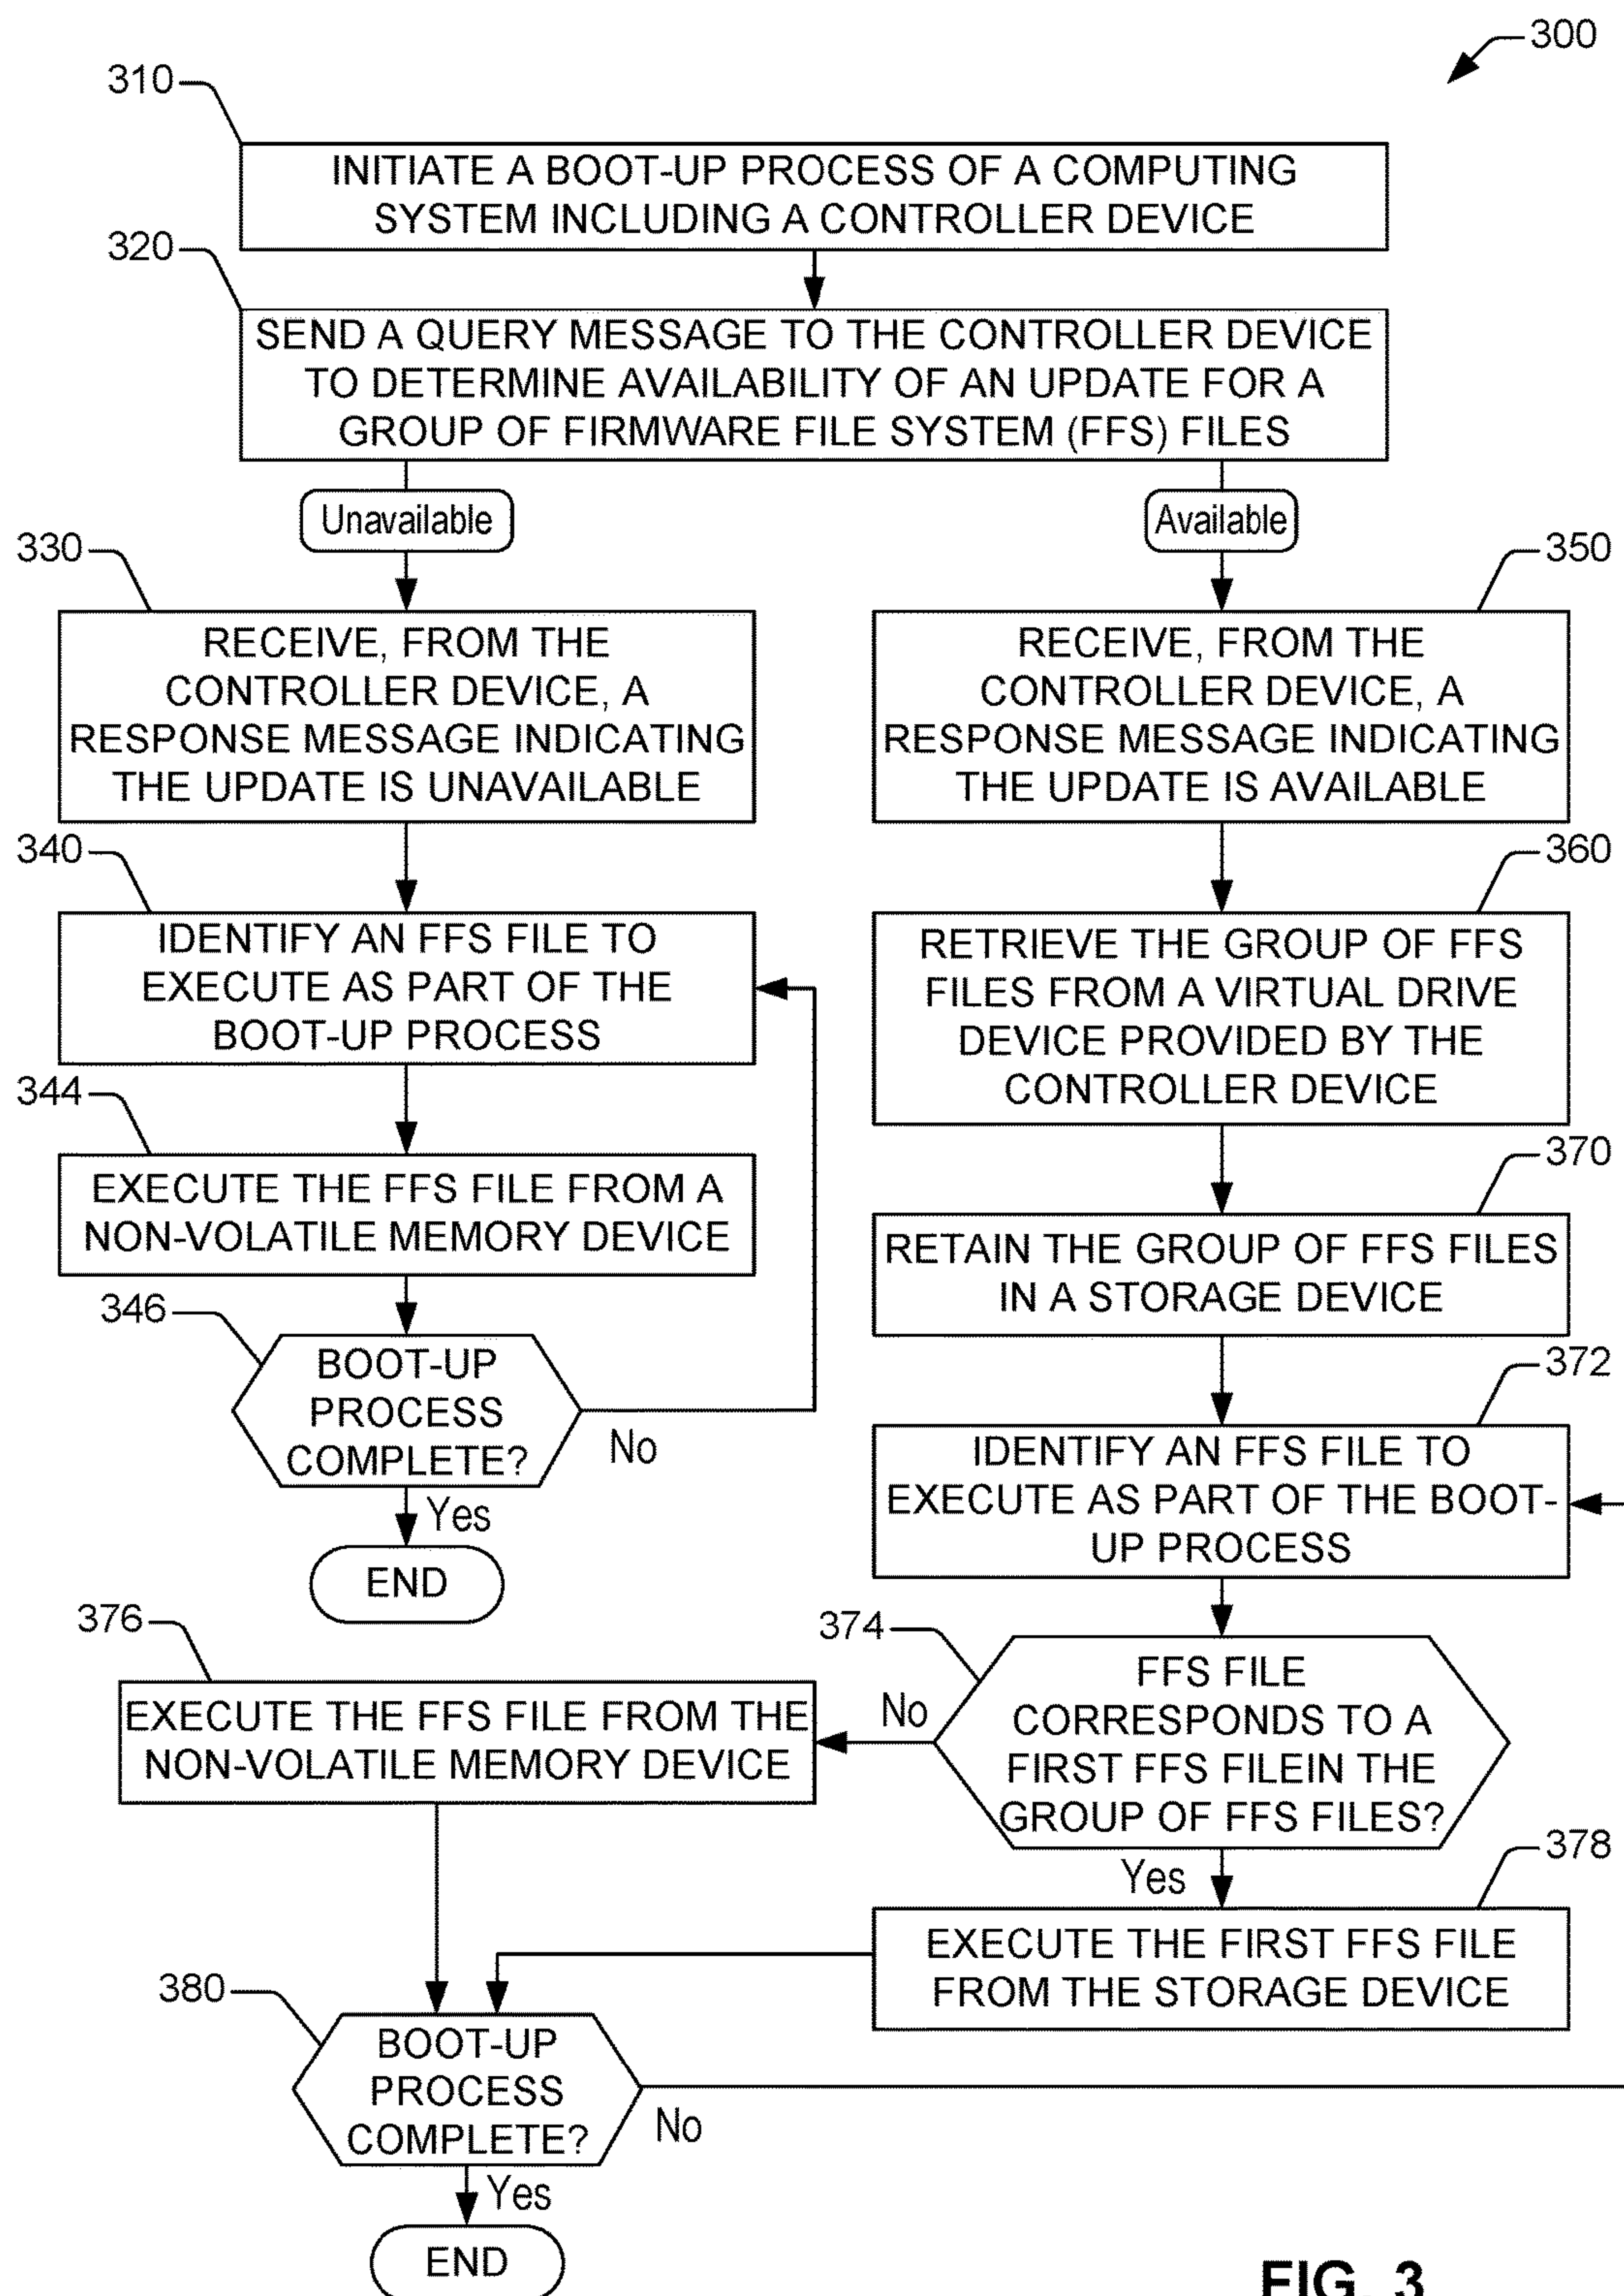 300
310
INITIATE A BOOT-UP PROCESS OF A COMPUTING
SYSTEM INCLUDING A CONTROLLER DEVICE
320
SEND A QUERY MESSAGE TO THE CONTROLLER DEVICE
TO DETERMINE AVAILABILITY OF AN UPDATE FOR A
GROUP OF FIRMWARE FILE SYSTEM (FFS) FILES
Unavailable
Available
330
RECEIVE, FROM THE
CONTROLLER DEVICE, A
RESPONSE MESSAGE INDICATING
THE UPDATE IS UNAVAILABLE
350
RECEIVE, FROM THE
CONTROLLER DEVICE, A
RESPONSE MESSAGE INDICATING
THE UPDATE IS AVAILABLE
340
IDENTIFY AN FFS FILE TO
EXECUTE AS PART OF THE
BOOT-UP PROCESS
360
RETRIEVE THE GROUP OF FFS
FILES FROM A VIRTUAL DRIVE
DEVICE PROVIDED BY THE
CONTROLLER DEVICE
344
EXECUTE THE FFS FILE FROM A
NON-VOLATILE MEMORY DEVICE
370
RETAIN THE GROUP OF FFS FILES
IN A STORAGE DEVICE
346
BOOT-UP
PROCESS
COMPLETE?
No
Yes
END
372
IDENTIFY AN FFS FILE TO
EXECUTE AS PART OF THE BOOT-
UP PROCESS
374
FFS FILE
CORRESPONDS TO A
FIRST FFS FILEIN THE
GROUP OF FFS FILES?
No
Yes
376
EXECUTE THE FFS FILE FROM THE
NON-VOLATILE MEMORY DEVICE
378
EXECUTE THE FIRST FFS FILE
FROM THE STORAGE DEVICE
380
BOOT-UP
PROCESS
COMPLETE?
No
Yes
END
FIG. 3